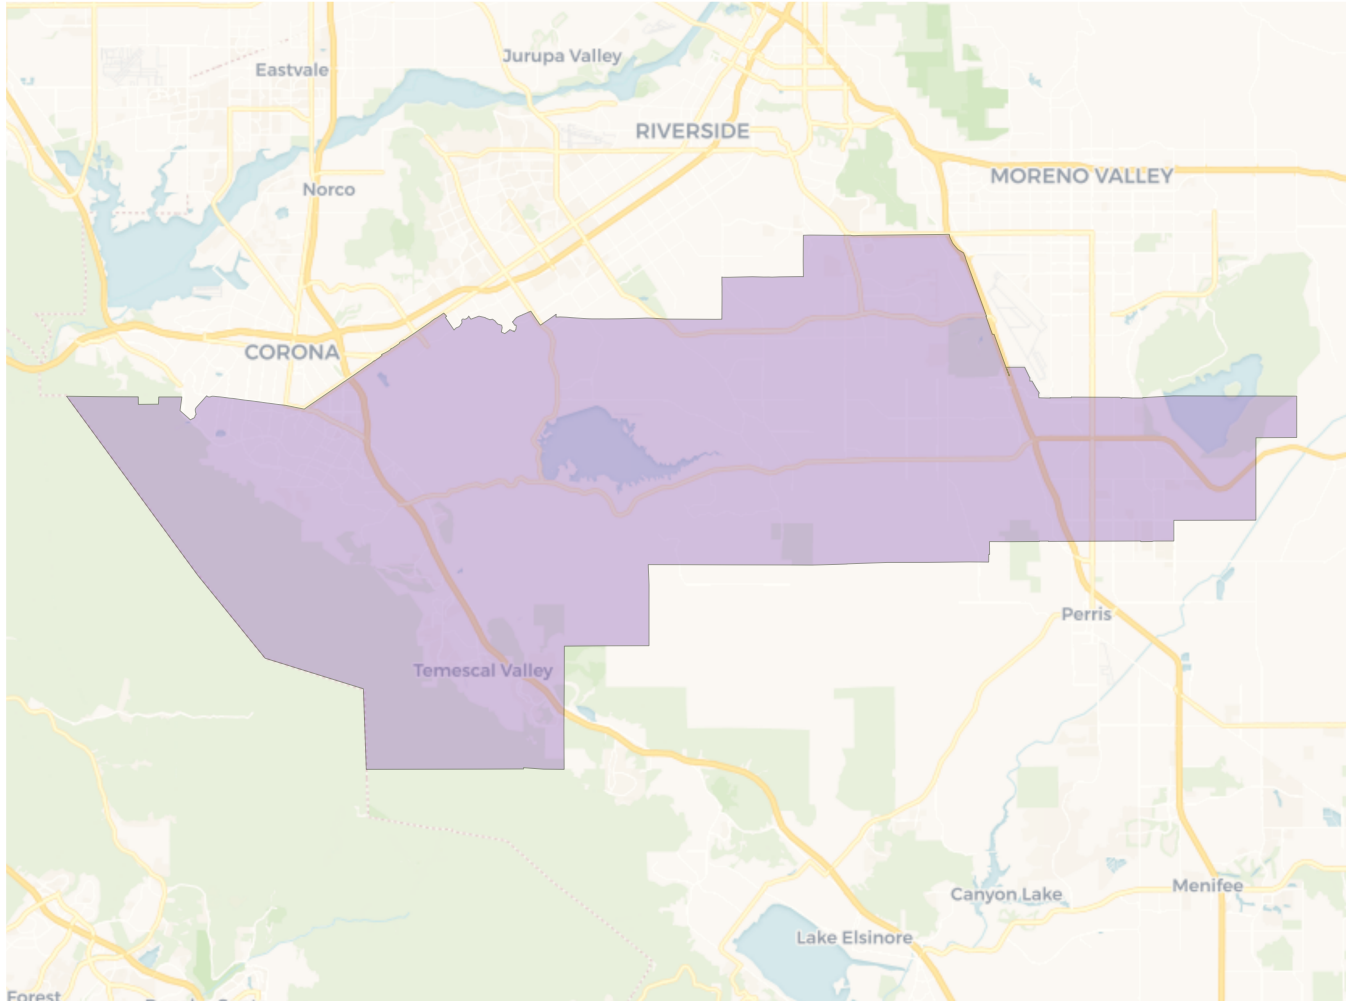 Jurupa Valley
Eastvale
RIVERSIDE
MORENO VALLEY
Norco
CORONA
Perris
Temescal Valley
Menifee
Canyon Lake
Lake Elsinore
Forest